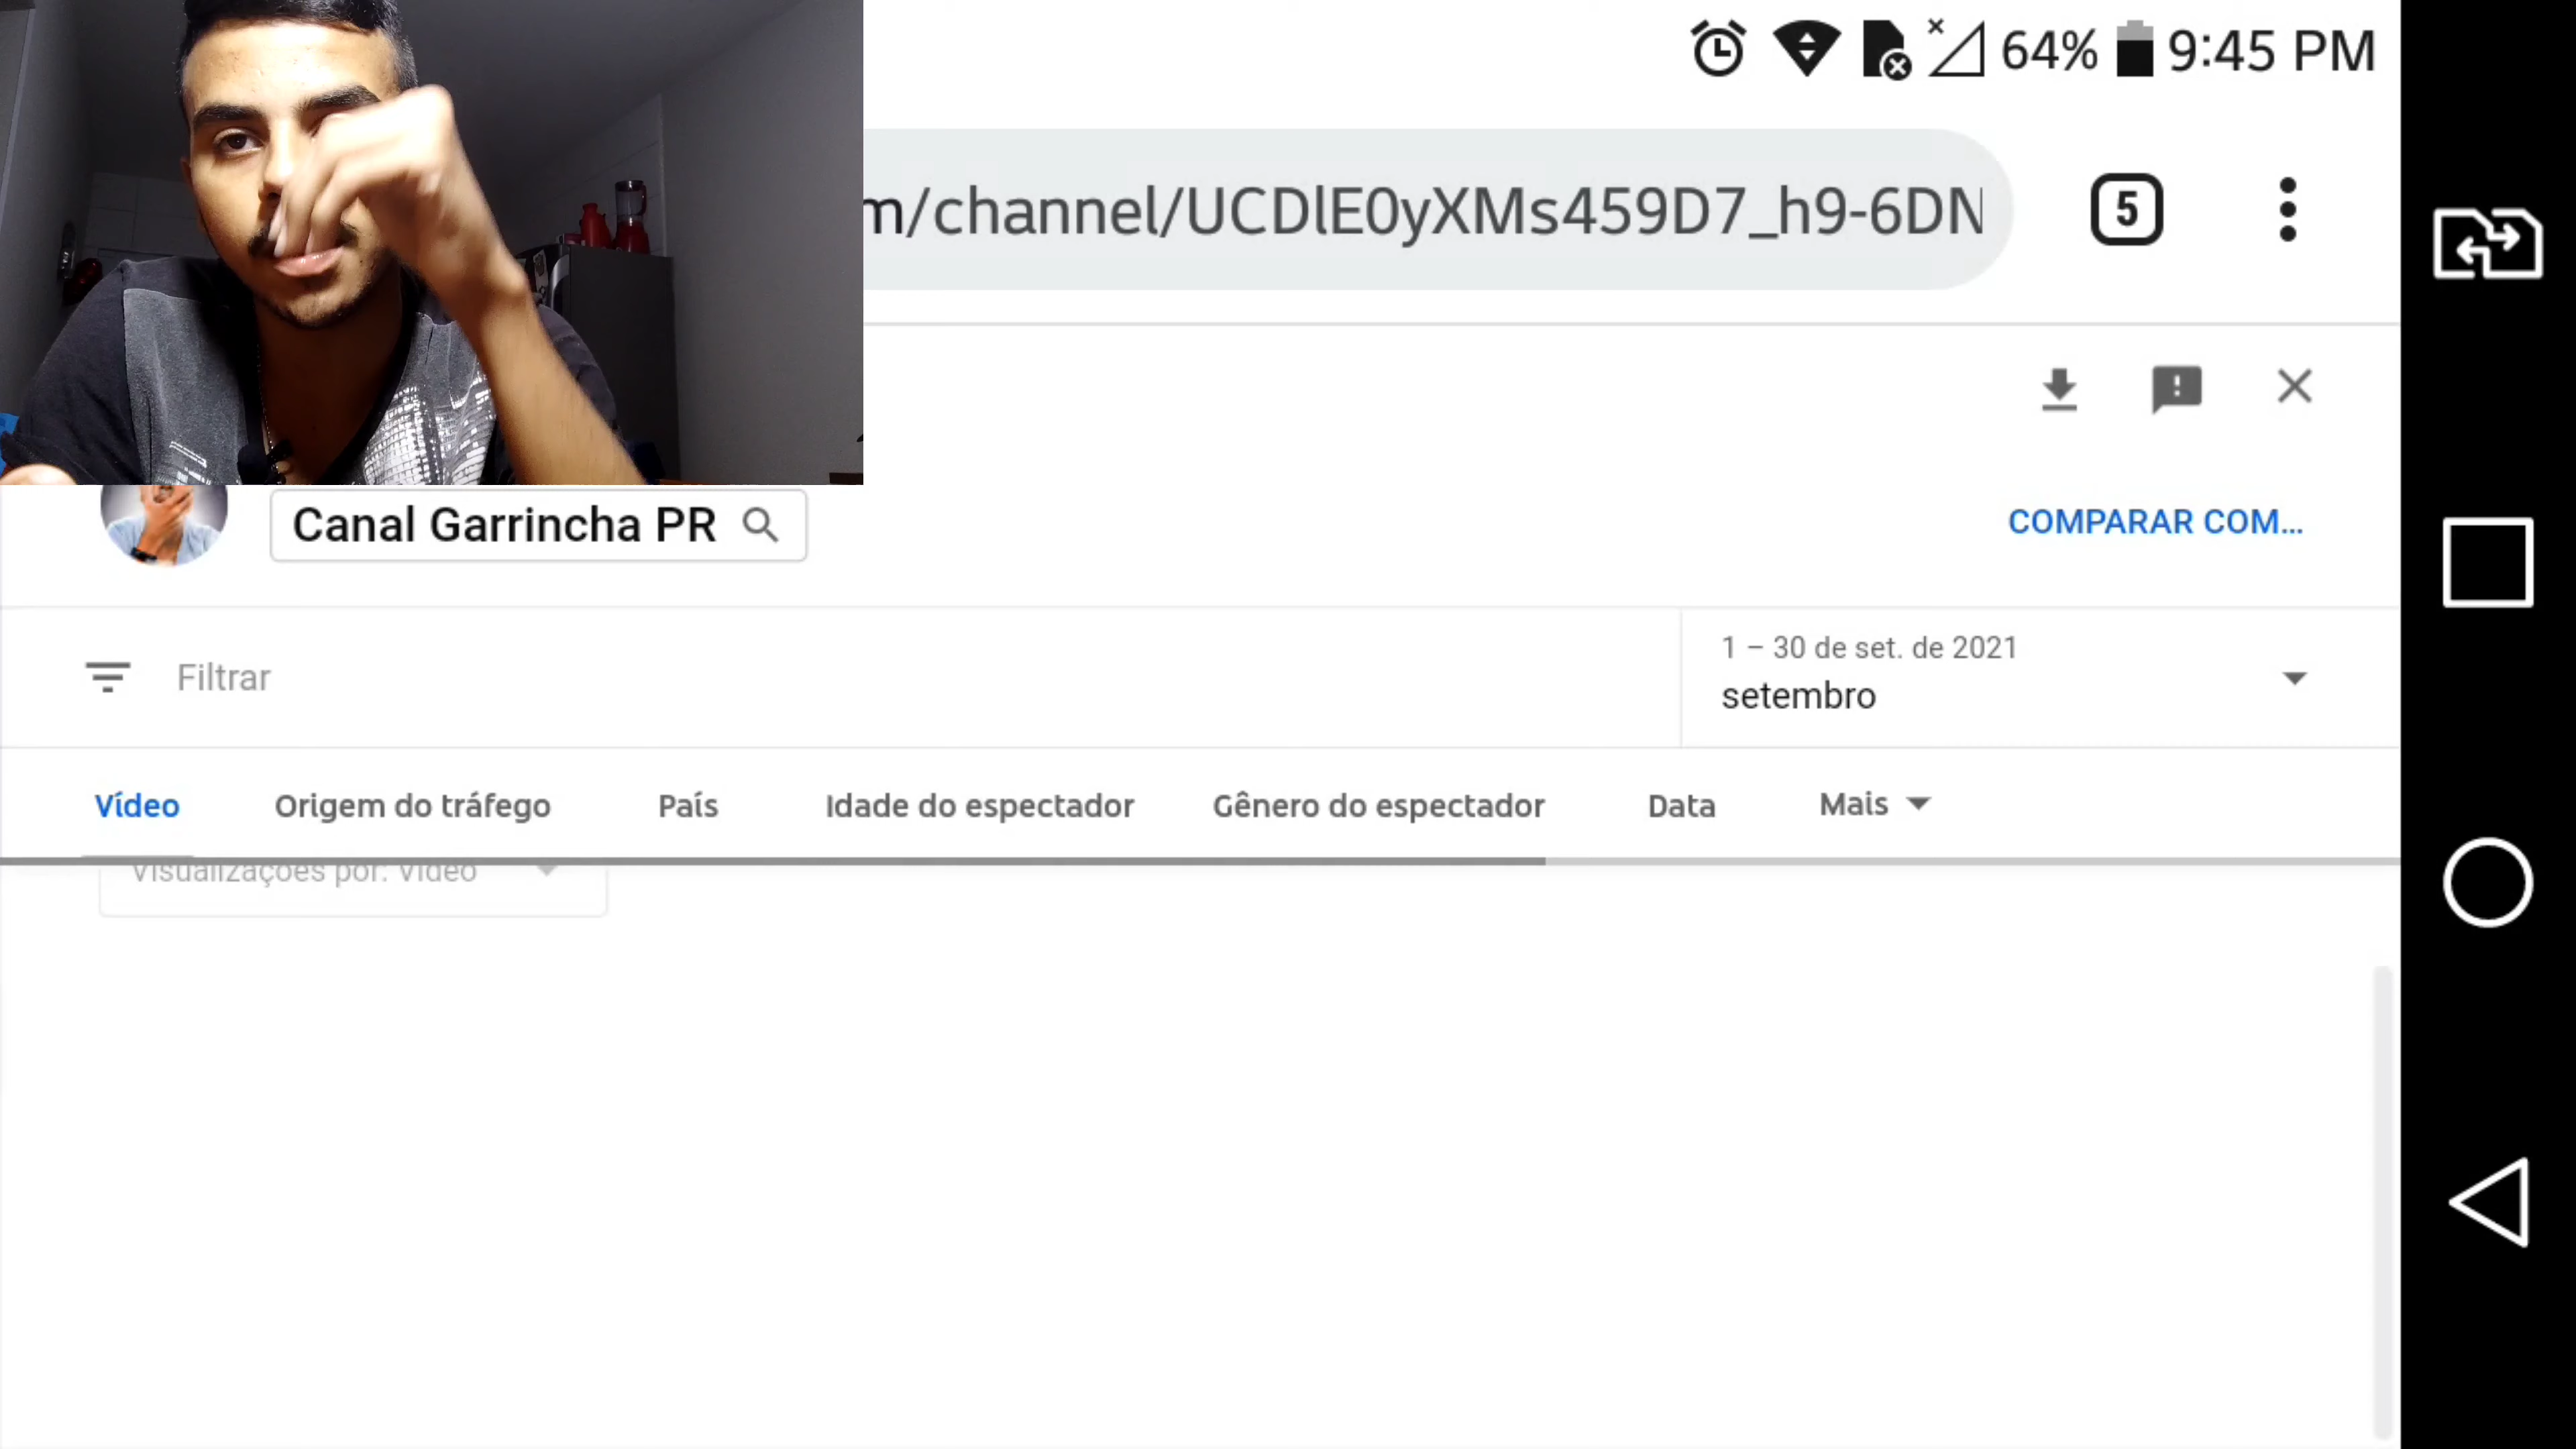 64% 9:45 PM
m/channel/UCDlE0yXMs459D7_h9-6DN
5
Canal Garrincha PR
COMPARAR COM...
Filtrar
1 – 30 de set. de 2021
setembro
Vídeo Origem do tráfego País Idade do espectador Gênero do espectador Data Mais
Visualizações por: Vídeo